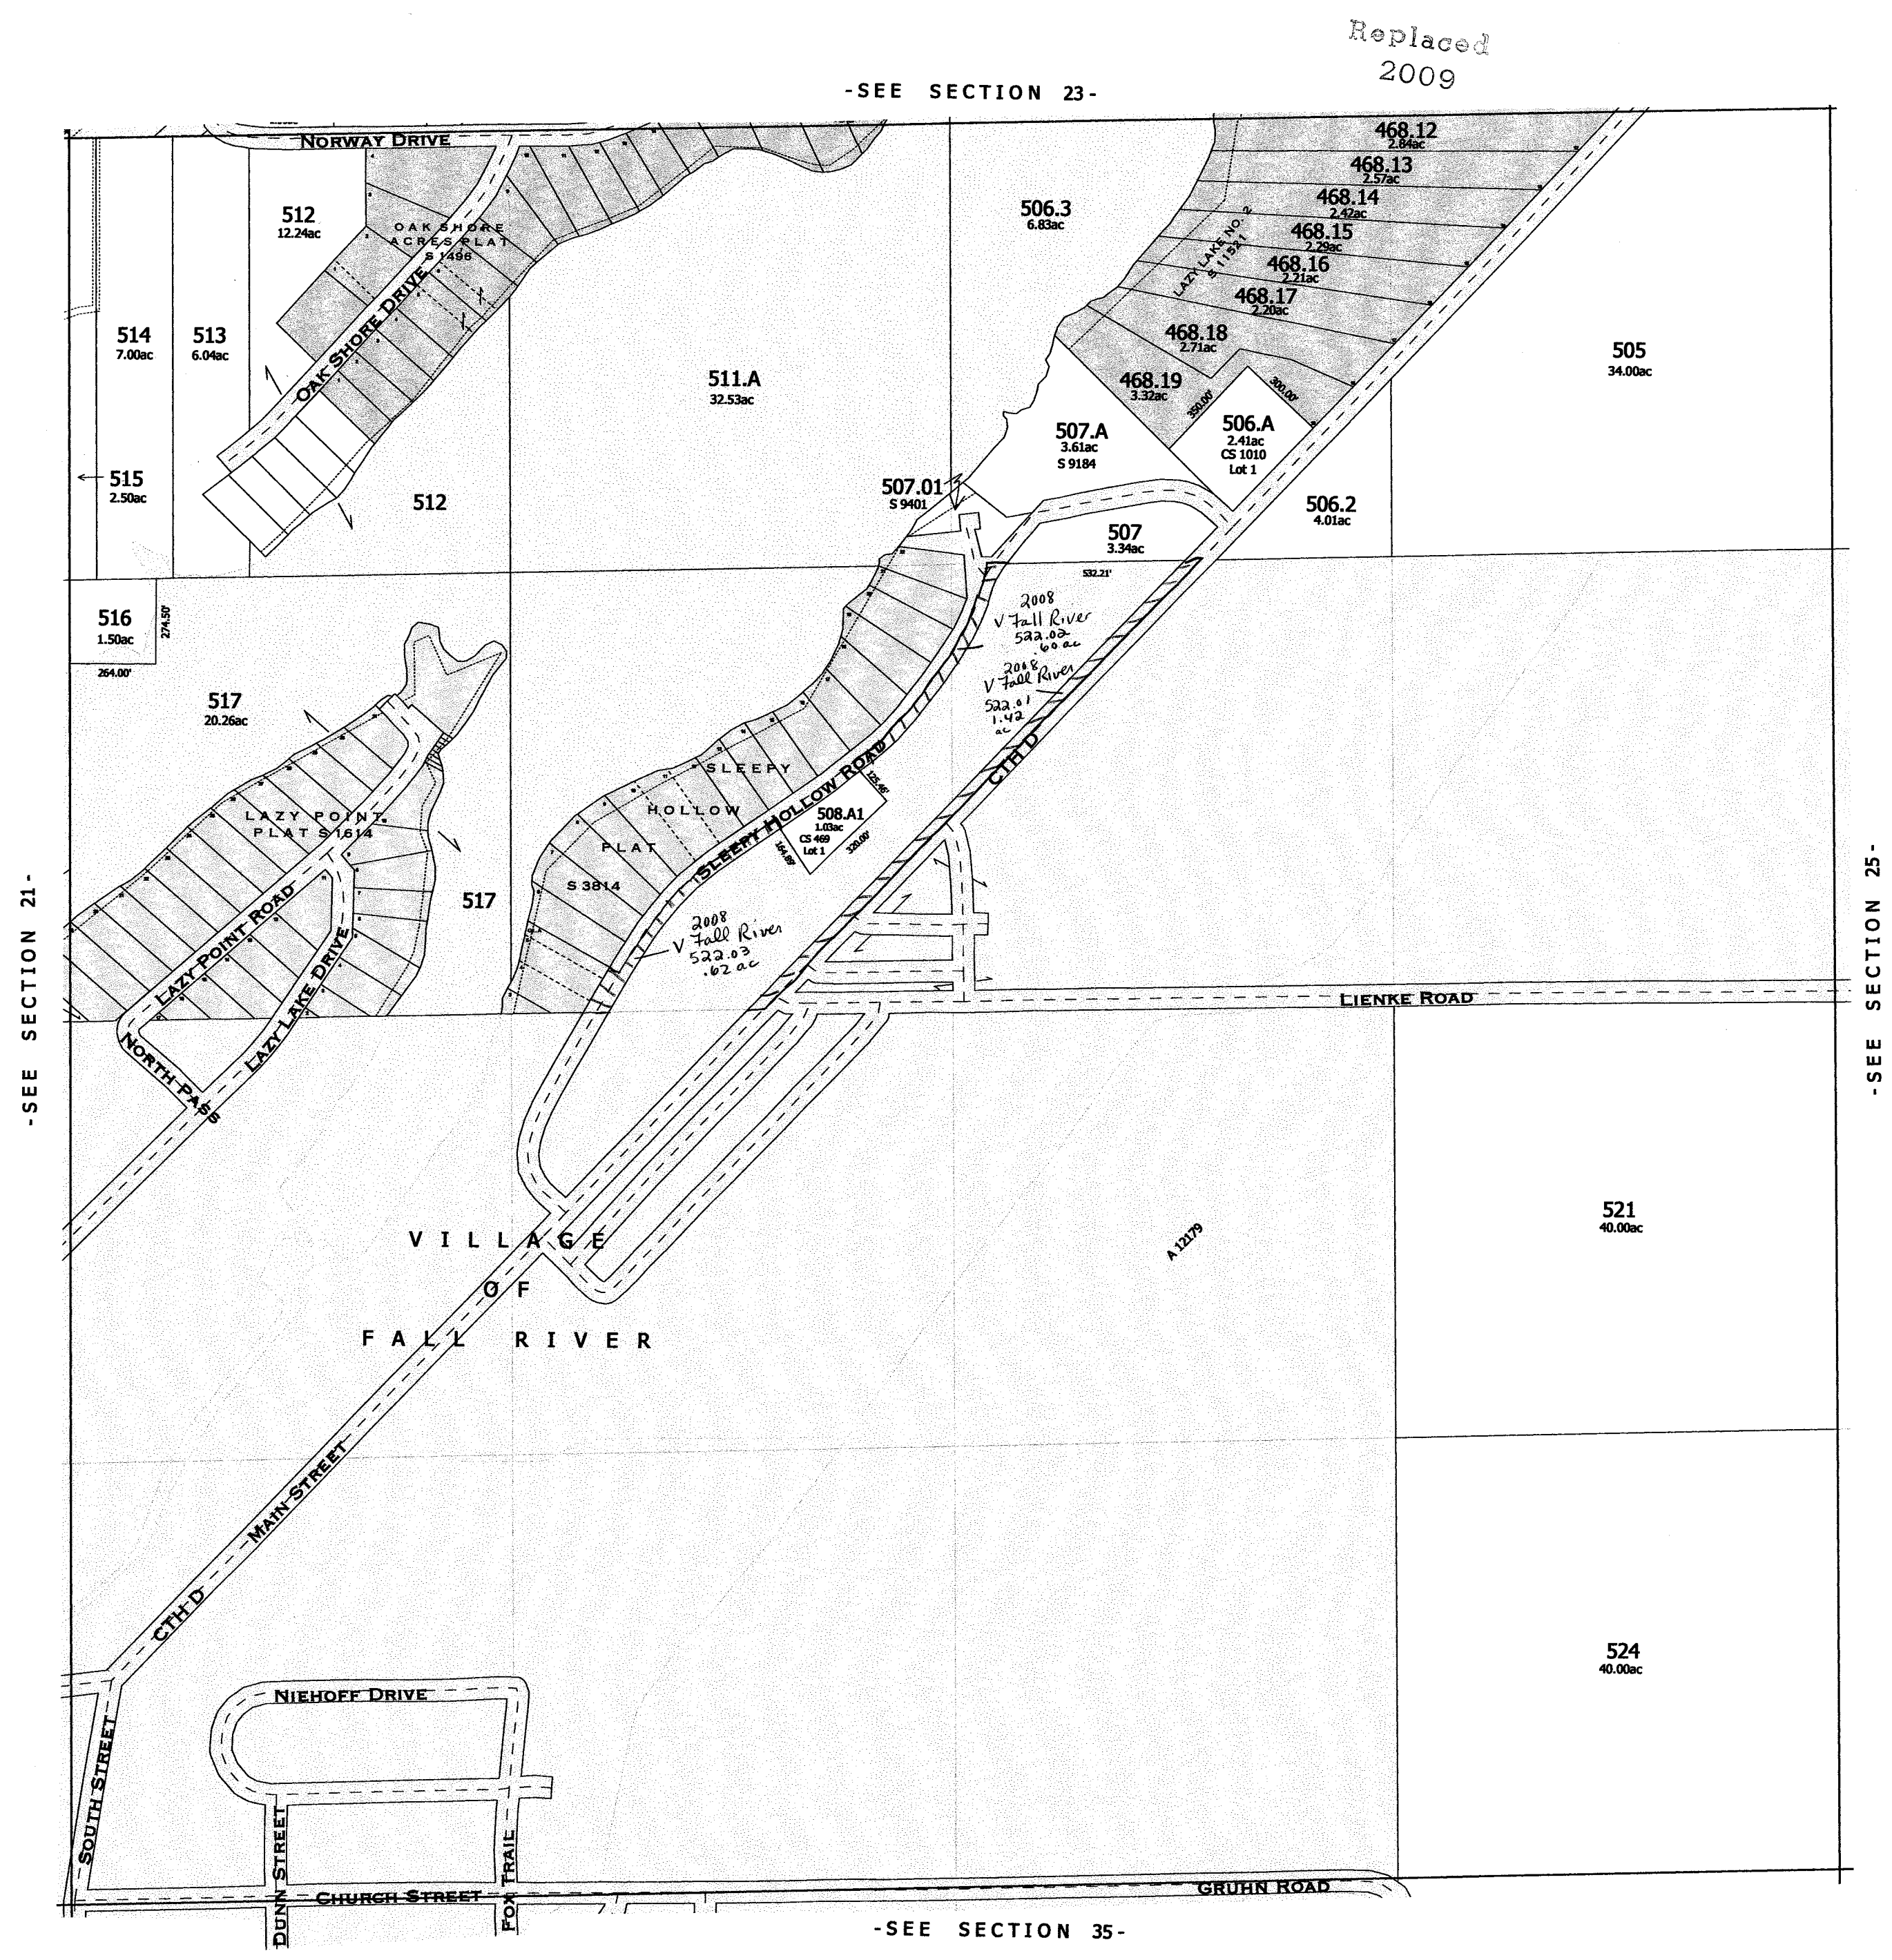 Replaced
2009
-SEE SECTION 23-
NORWAY DRIVE
468.12
2.84ac
468.13
2.57ac
468.14
2.42ac
468.15
2.29ac
468.16
2.21ac
468.17
2.20ac
468.18
2.71ac
468.19
3.32ac
LAZY LAKE NO. 2
S 11521
512
12.24ac
OAK SHORE
ACRES PLAT
S 1496
OAK SHORE DRIVE
506.3
6.83ac
514
7.00ac
513
6.04ac
511.A
32.53ac
505
34.00ac
350.00'
300.00'
506.A
2.41ac
CS 1010
Lot 1
507.A
3.61ac
S 9184
515
2.50ac
512
507.01
S 9401
506.2
4.01ac
507
3.34ac
532.21'
516
1.50ac
274.50'
264.00'
2008
V Fall River
522.02
.60 ac
2008
V Fall River
522.01
1.42
ac
517
20.26ac
CTH D
SLEEPY
HOLLOW
PLAT
S 3814
SLEEPY HOLLOW ROAD
125.46'
508.A1
1.03ac
CS 469
Lot 1
164.89'
320.00'
LAZY POINT
PLAT S 1614
517
LAZY POINT ROAD
LAZY LAKE DRIVE
NORTH PASS
2008
V Fall River
522.03
.62 ac
-SEE SECTION 21-
-SEE SECTION 25-
LIENKE ROAD
VILLAGE
OF
FALL RIVER
A 12179
521
40.00ac
MAIN STREET
CTH D
524
40.00ac
NIEHOFF DRIVE
SOUTH STREET
DUNN STREET
FOX TRAIL
CHURCH STREET
GRUHN ROAD
-SEE SECTION 35-